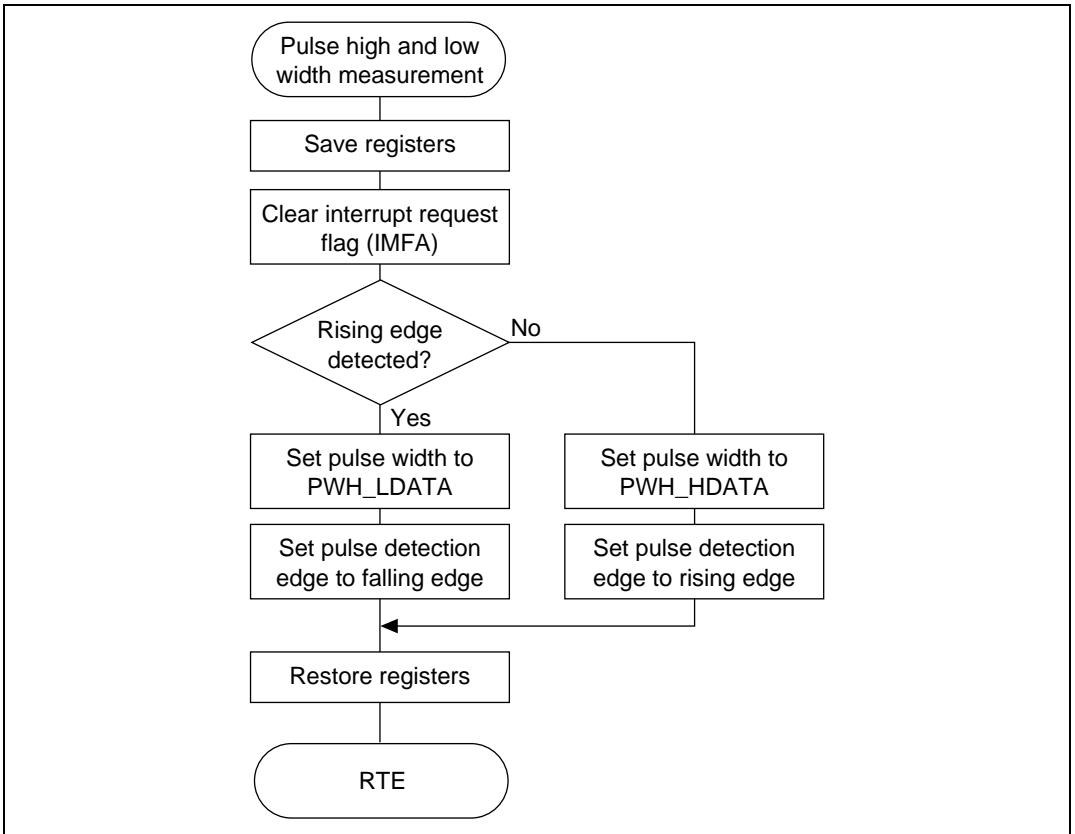 Pulse high and low
width measurement
Save registers
Clear interrupt request
flag (IMFA)
Rising edge
detected?
No
Yes
Set pulse width to
PWH_LDATA
Set pulse width to
PWH_HDATA
Set pulse detection
edge to falling edge
Set pulse detection
edge to rising edge
Restore registers
RTE